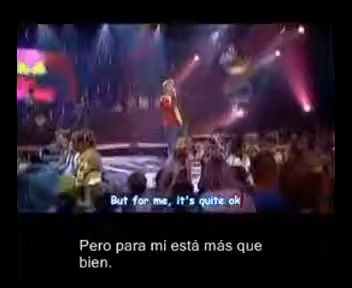 But for me, it's quite ok
Pero para mí está más que
bien.